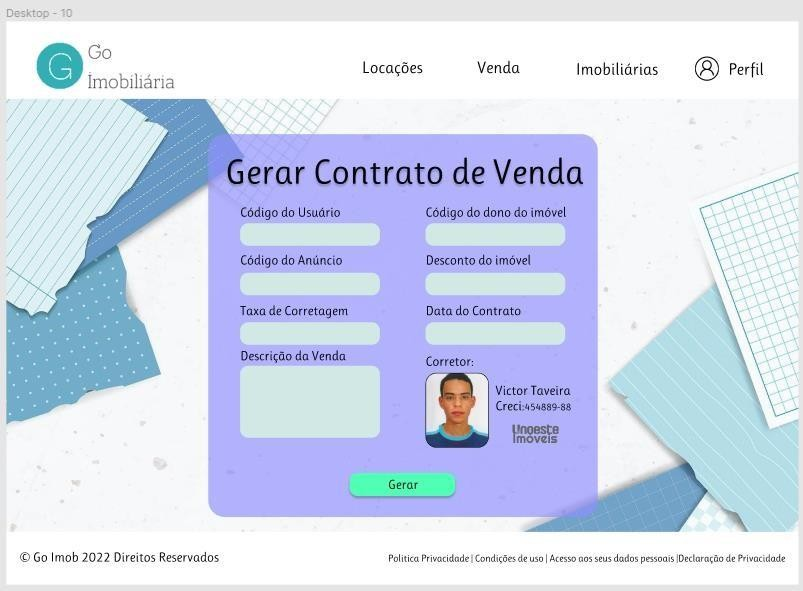 Desktop - 10
G
Go
Imobiliária
Locações
Venda
Imobiliárias
Perfil
Gerar Contrato de Venda
Código do Usuário
Código do dono do imóvel
Código do Anúncio
Desconto do imóvel
Taxa de Corretagem
Data do Contrato
Descrição da Venda
Corretor:
Victor Taveira
Creci:454889-88
Unoeste
Imóveis
Gerar
© Go Imob 2022 Direitos Reservados
Politica Privacidade | Condições de uso | Acesso aos seus dados pessoais |Declaração de Privacidade